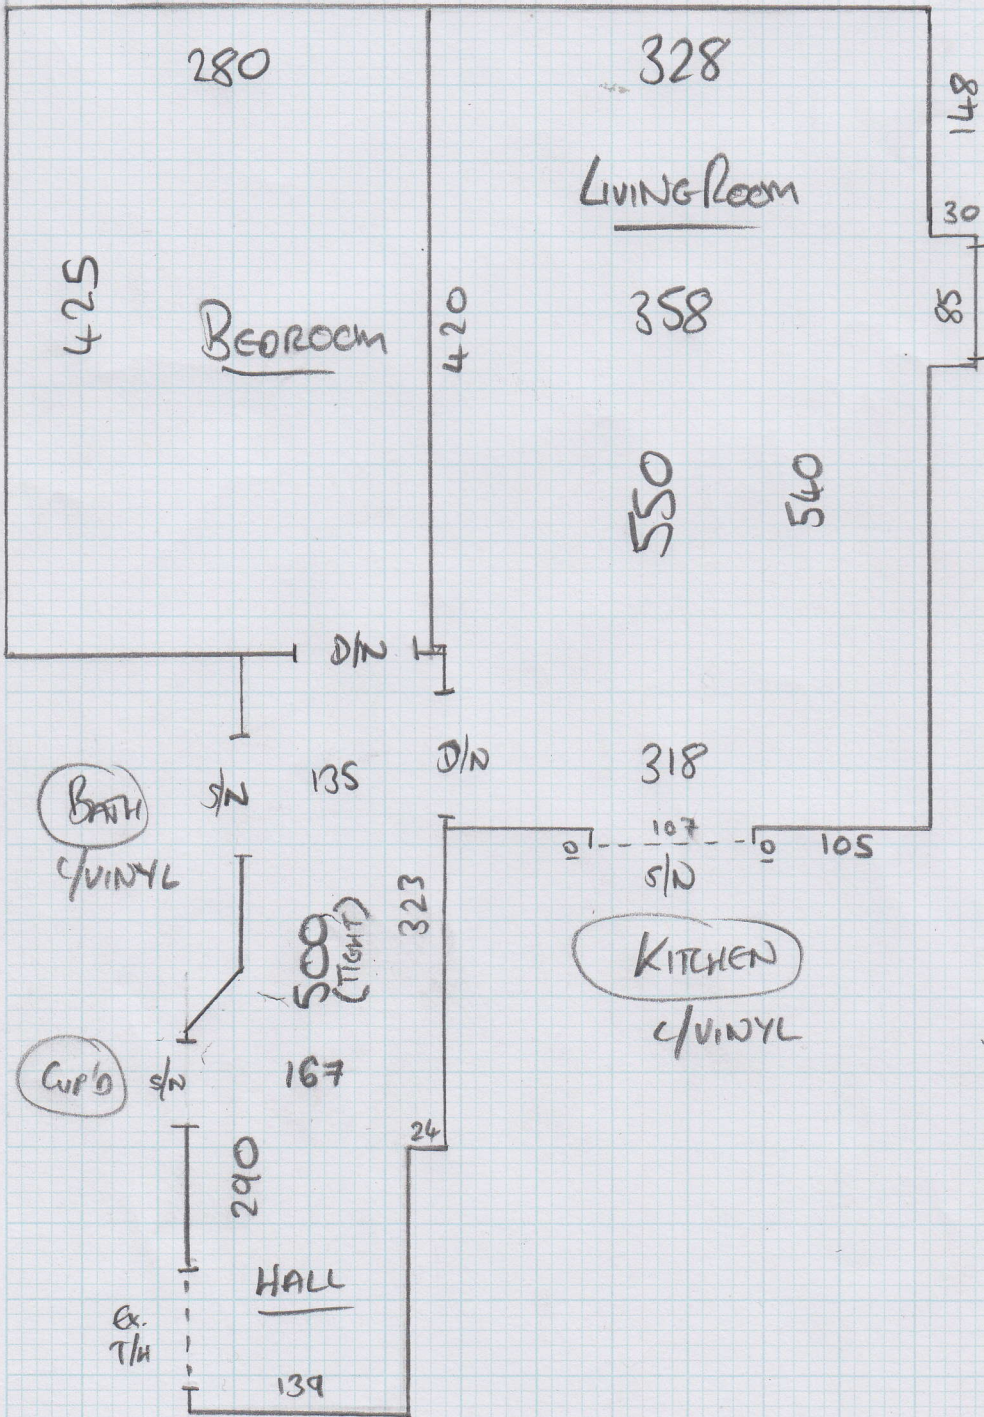 280
328
148
LIVING ROOM
30
425
BEDROOM
420
358
85
550
540
D/N
BATH
C/VINYL
S/N
135
D/N
318
107
0
0
105
S/N
500
(TIGHT)
323
KITCHEN
C/VINYL
CUP'D
S/N
167
24
290
HALL
Ex.
T/H
139